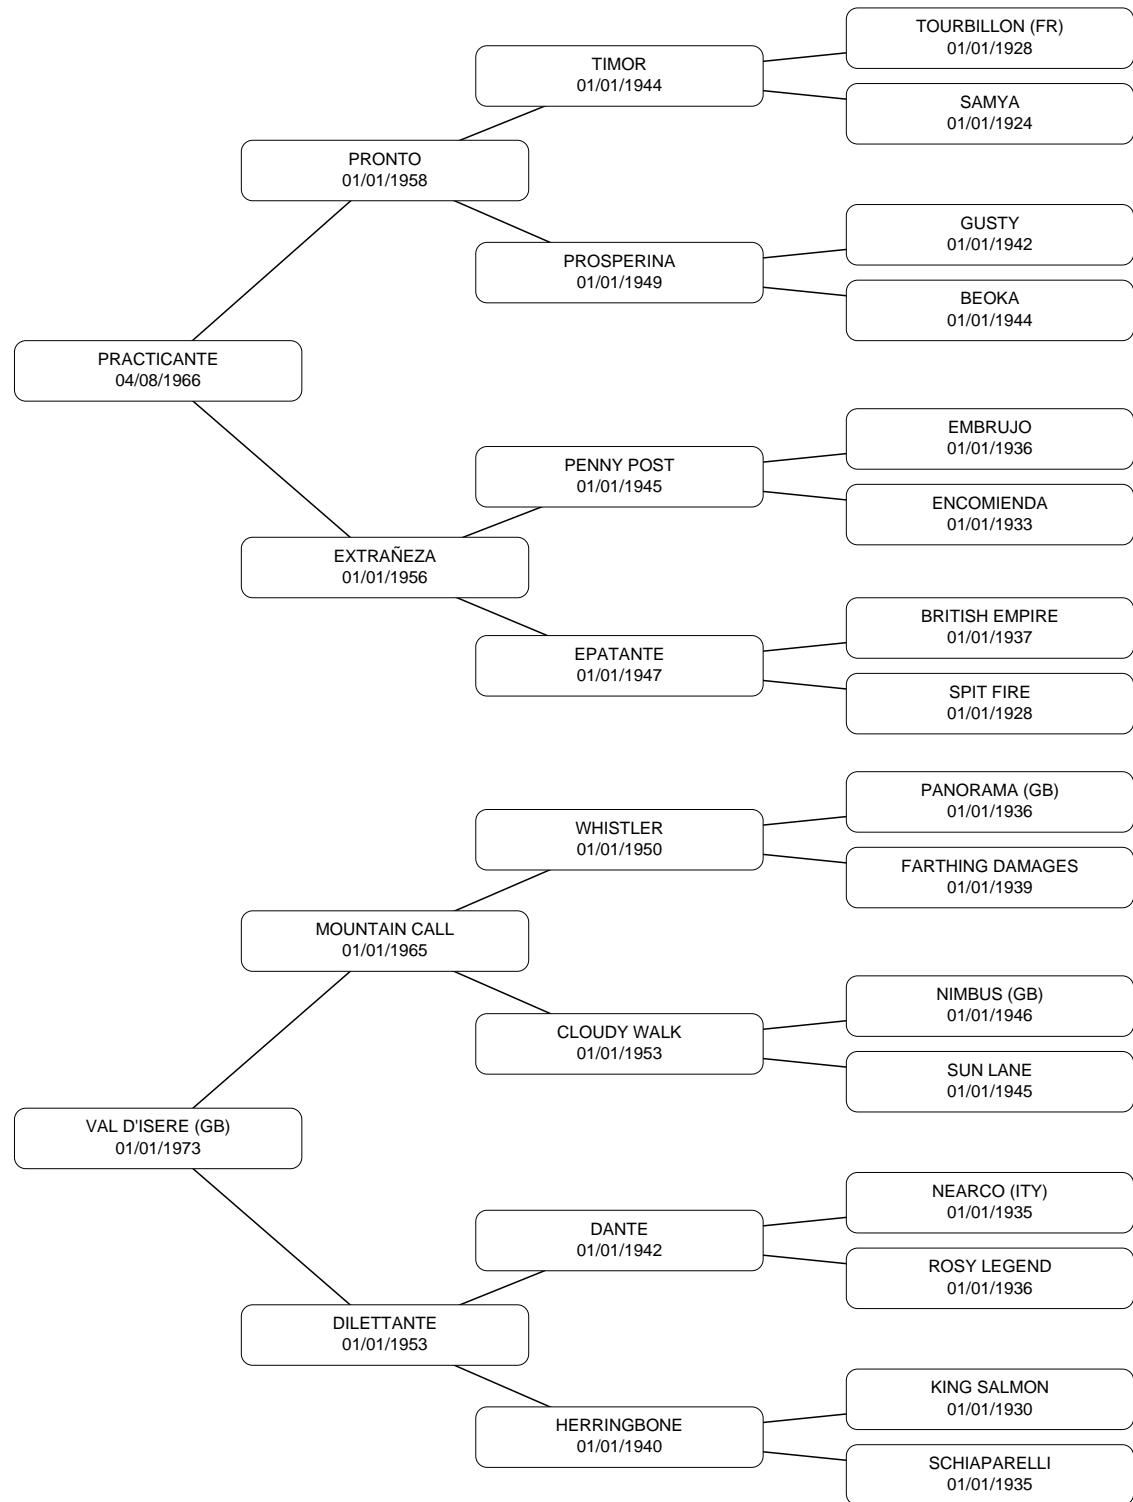 TOURBILLON (FR)
01/01/1928
TIMOR
01/01/1944
SAMYA
01/01/1924
PRONTO
01/01/1958
GUSTY
01/01/1942
PROSPERINA
01/01/1949
BEOKA
01/01/1944
PRACTICANTE
04/08/1966
EMBRUJO
01/01/1936
PENNY POST
01/01/1945
ENCOMIENDA
01/01/1933
EXTRAÑEZA
01/01/1956
BRITISH EMPIRE
01/01/1937
EPATANTE
01/01/1947
SPIT FIRE
01/01/1928
PANORAMA (GB)
01/01/1936
WHISTLER
01/01/1950
FARTHING DAMAGES
01/01/1939
MOUNTAIN CALL
01/01/1965
NIMBUS (GB)
01/01/1946
CLOUDY WALK
01/01/1953
SUN LANE
01/01/1945
VAL D'ISERE (GB)
01/01/1973
NEARCO (ITY)
01/01/1935
DANTE
01/01/1942
ROSY LEGEND
01/01/1936
DILETTANTE
01/01/1953
KING SALMON
01/01/1930
HERRINGBONE
01/01/1940
SCHIAPARELLI
01/01/1935